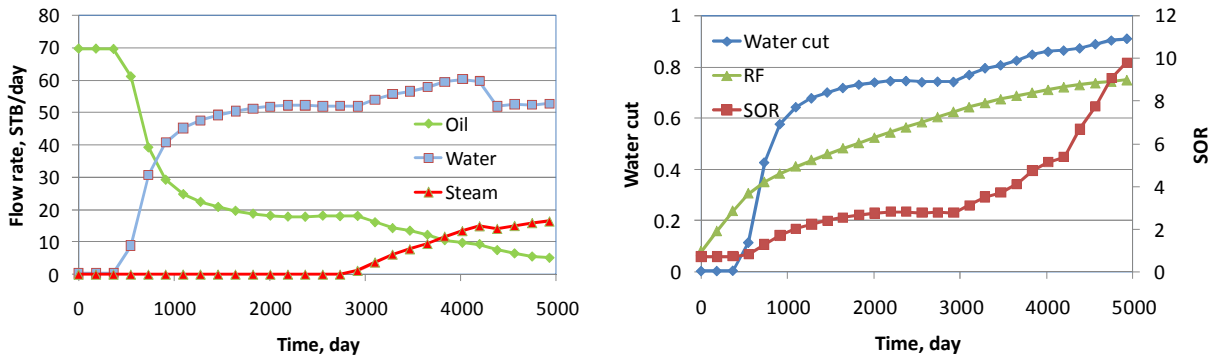 80
70
60
50
40
30
20
10
0
Flow rate, STB/day
Oil
Water
Steam
0 1000 2000 3000 4000 5000
Time, day
1
0.8
0.6
0.4
0.2
0
Water cut
Water cut
RF
SOR
12
10
8
6
4
2
0
SOR
0 1000 2000 3000 4000 5000
Time, day